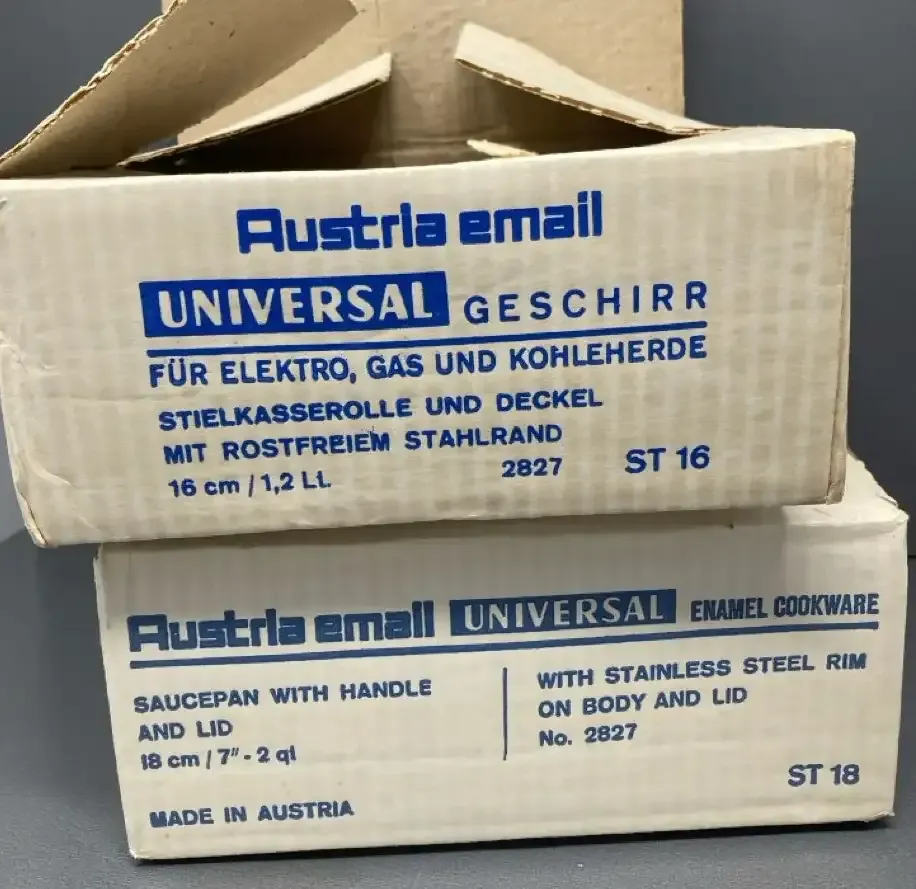 Austria email
UNIVERSAL GESCHIRR
FÜR ELEKTRO, GAS UND KOHLEHERDE
STIELKASSEROLLE UND DECKEL
MIT ROSTFREIEM STAHLRAND
16 cm / 1,2 Lt. 2827 ST 16
Austria email UNIVERSAL ENAMEL COOKWARE
SAUCEPAN WITH HANDLE
AND LID
18 cm / 7" - 2 qt
WITH STAINLESS STEEL RIM
ON BODY AND LID
No. 2827
ST 18
MADE IN AUSTRIA